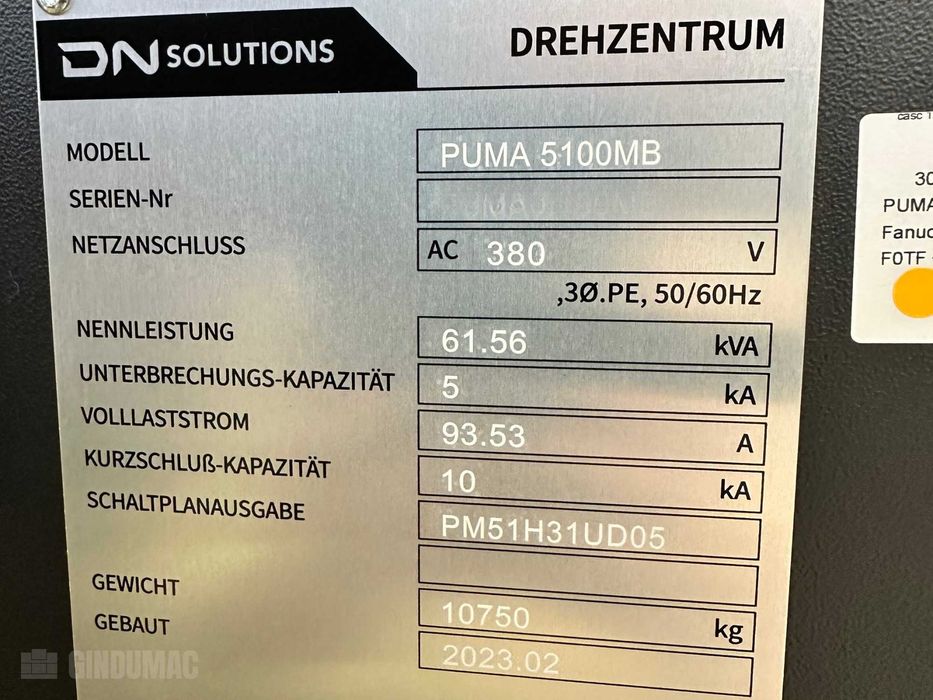 DN SOLUTIONS
DREHZENTRUM
MODELL PUMA 5100MB
SERIEN-Nr
NETZANSCHLUSS AC 380 V
,3Ø.PE, 50/60Hz
NENNLEISTUNG 61.56 kVA
UNTERBRECHUNGS-KAPAZITÄT 5 kA
VOLLLASTSTROM 93.53 A
KURZSCHLUß-KAPAZITÄT 10 kA
SCHALTPLANAUSGABE PM51H31UD05
GEWICHT 10750 kg
GEBAUT 2023.02
casc
30
PUMA
Fanuc
F0TF
GINDUMAC